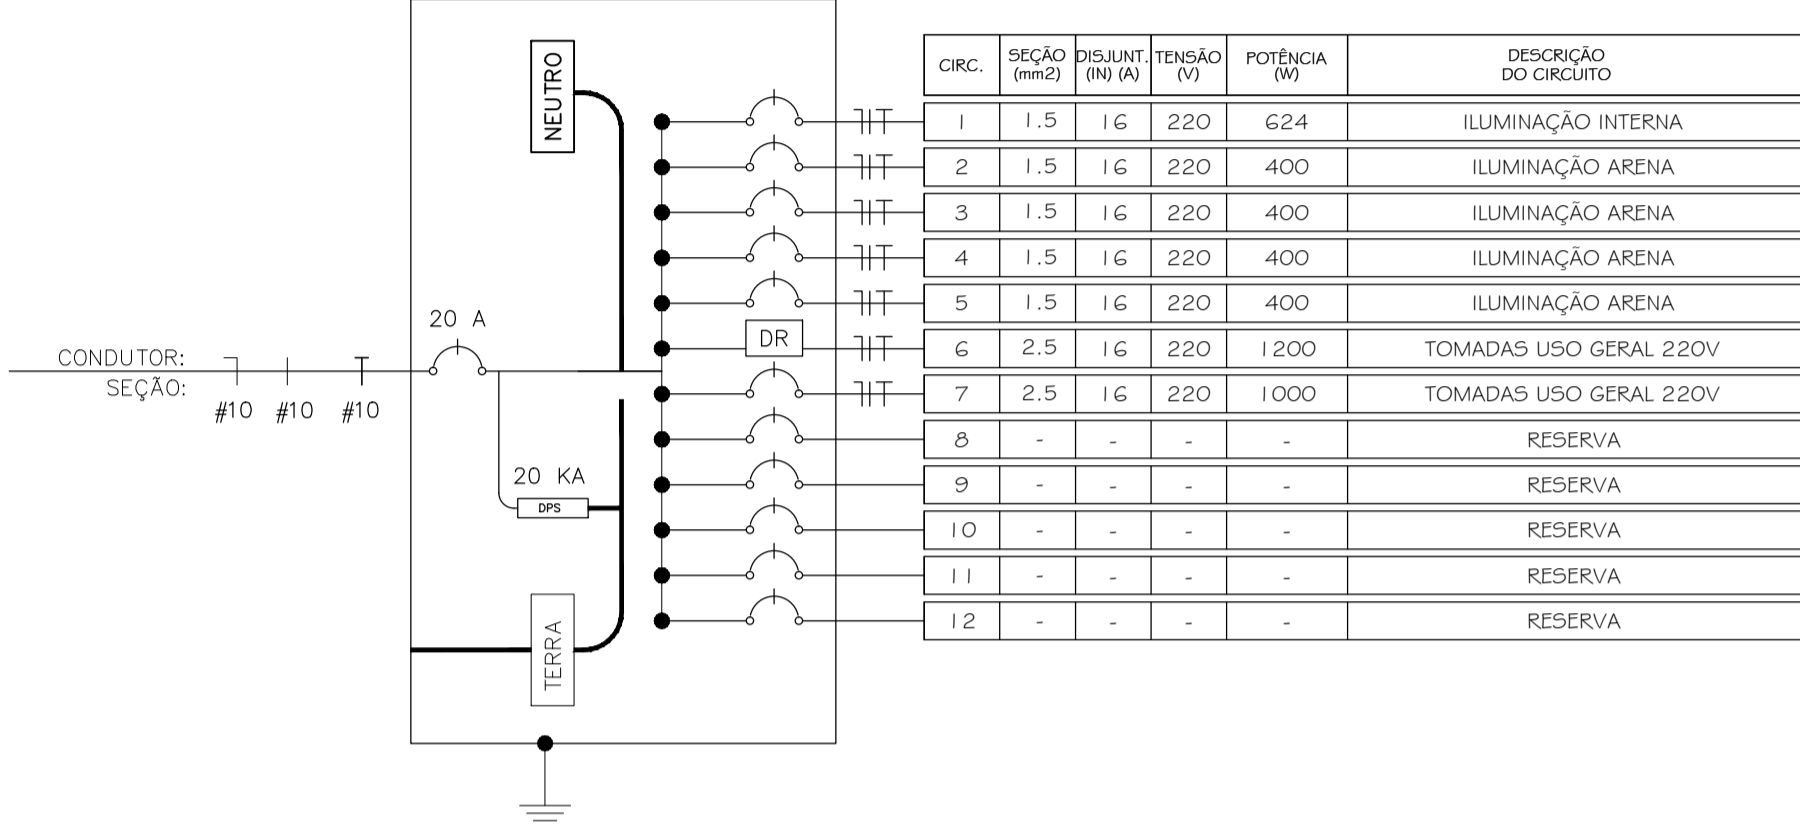 NEUTRO
20 A
CONDUTOR:
SEÇÃO:
#10 #10 #10
20 KA
DPS
TERRA
DR
CIRC. SEÇÃO (mm2) DISJUNT. (IN) (A) TENSÃO (V) POTÊNCIA (W) DESCRIÇÃO DO CIRCUITO
1 1.5 16 220 624 ILUMINAÇÃO INTERNA
2 1.5 16 220 400 ILUMINAÇÃO ARENA
3 1.5 16 220 400 ILUMINAÇÃO ARENA
4 1.5 16 220 400 ILUMINAÇÃO ARENA
5 1.5 16 220 400 ILUMINAÇÃO ARENA
6 2.5 16 220 1200 TOMADAS USO GERAL 220V
7 2.5 16 220 1000 TOMADAS USO GERAL 220V
8 - - - - RESERVA
9 - - - - RESERVA
10 - - - - RESERVA
11 - - - - RESERVA
12 - - - - RESERVA